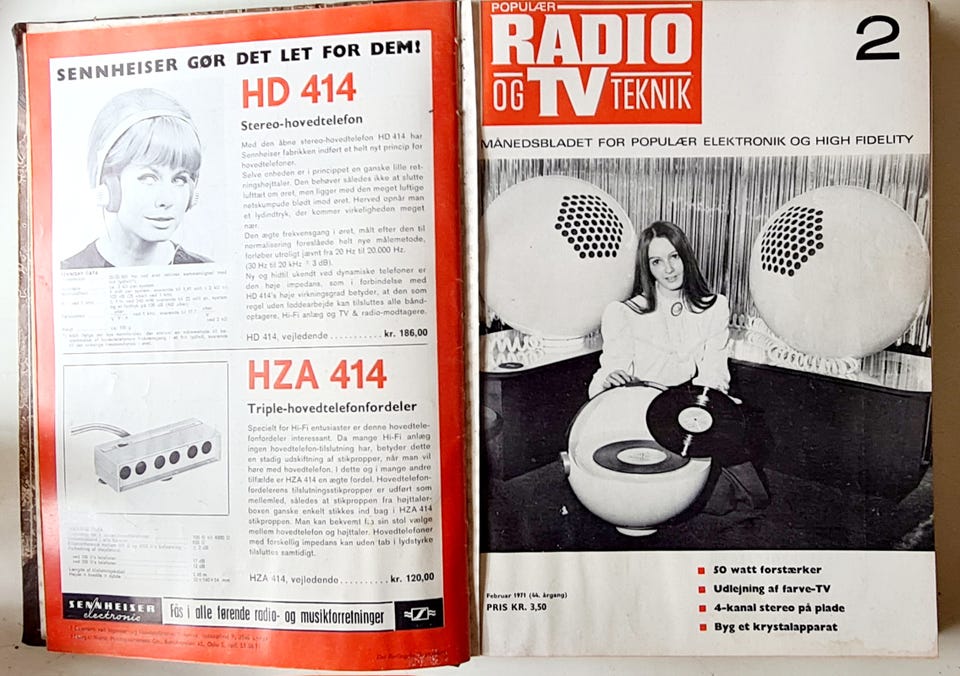 SENNHEISER GØR DET LET FOR DEM!
HD 414
Stereo-hovedtelefon
Med den åbne stereo-hovedtelefon HD 414 har
Sennheiser fabrikken indført et helt nyt princip for
hovedtelefoner.
Selve enheden er i princippet en ganske lille ret-
ningshøjttaler. Den behøver således ikke at slutte
lufttæt om øret, men ligger med den meget luftige
netskumpude blødt imod øret. Herved opnår man
et lydindtryk, der kommer virkeligheden meget
nær.
Den ægte frekvensgang i øret, målt efter den til
normalisering foreslåede helt nye målemetode,
forløber utroligt jævnt fra 20 Hz til 20.000 Hz.
(30 Hz til 20 kHz ± 3 dB).
Ny og hidtil ukendt ved dynamiske telefoner er
den høje impedans, som i forbindelse med
HD 414's høje virkningsgrad betyder, at den som
regel uden loddearbejde kan tilsluttes alle bånd-
optagere, Hi-fi anlæg og TV & radio-modtagere.
HD 414, vejledende ........... kr. 186,00
HZA 414
Triple-hovedtelefonfordeler
Specielt for Hi-Fi entusiaster er denne hovedtele-
fonfordeler interessant. Da mange Hi-Fi anlæg
ingen hovedtelefon-tilslutning har, betyder dette
en stadig udskiftning af stikpropper, når man vil
høre med hovedtelefon. I dette og i mange andre
tilfælde er HZA 414 en ægte fordel. Hovedtelefon-
fordelerens tilslutningsstikpropper er udført som
mellemled, således at stikproppen fra højttaler-
boxen ganske enkelt stikkes ind bag i HZA 414
stikproppen. Man kan bekvemt fra sin stol vælge
mellem hovedtelefon og højttaler. Hovedtelefoner
med forskellig impedans kan uden tab i lydstyrke
tilsluttes samtidigt.
HZA 414, vejledende ........... kr. 120,00
SENNHEISER
electronic
Fås i alle førende radio- og musikforretninger
POPULÆR
RADIO
OG TV TEKNIK
2
MÅNEDSBLADET FOR POPULÆR ELEKTRONIK OG HIGH FIDELITY
Februar 1971 (44. årgang)
PRIS KR. 3,50
50 watt forstærker
Udlejning af farve-TV
4-kanal stereo på plade
Byg et krystalapparat